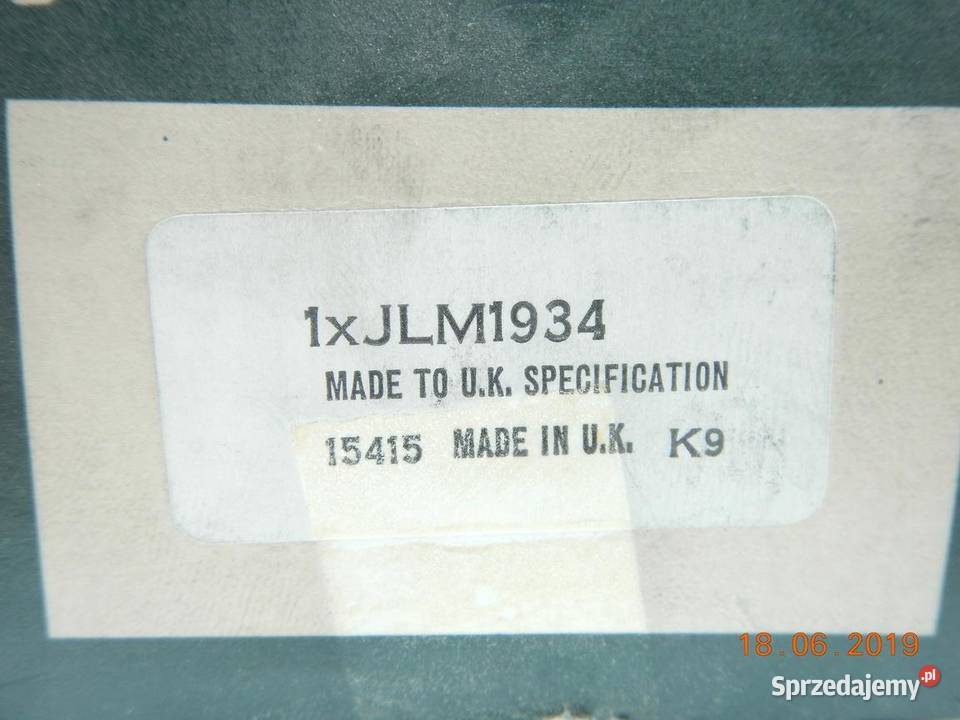 1xJLM1934
MADE TO U.K. SPECIFICATION
15415 MADE IN U.K. K9
18.06.2019
Sprzedajemy.pl